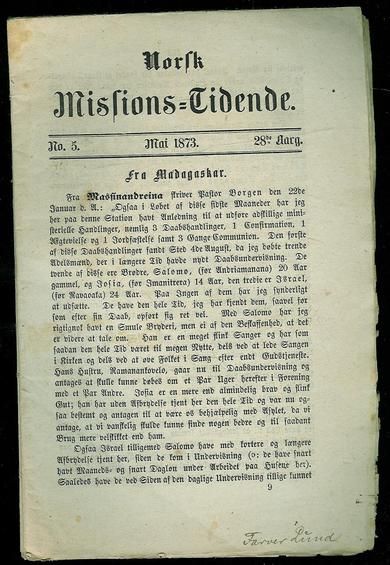 Norsk
Missions=Tidende.
No. 5. Mai 1873. 28de Aarg.
Fra Madagaskar.
Fra Masinandreina skriver Pastor Borgen den 22de
Januar d. A.: „Ogsaa i Løbet af disse sidste Maaneder har jeg
her paa denne Station havt Anledning til at udføre adskillige mini=
sterielle Handlinger, nemlig 3 Daabshandlinger, 1 Confirmation, 1
Ægtevielse og 1 Jordfæstelse samt 3 Gange Communion. Den første
af disse Daabshandlinger fandt Sted 4de August, da jeg døbte trende
Adelsmænd, der i længere Tid havde nydt Daabsundervisning. De
tvende af disse ere Brødre, Salomo, (før Andriamanana) 20 Aar
gammel, og Josia, (før Imanitrera) 14 Aar, den tredie er Israel,
(før Ravaoata) 24 Aar. Paa Ingen af dem har jeg synderligt
at udsætte. De have den hele Tid, jeg har kjendt dem, saavel før
som efter sin Daab, opført sig ret vel. Med Salomo har jeg
rigtignok havt en Smule Bryderi, men ei af den Beskaffenhed, at det
er videre at tale om. Han er en meget flink Sanger og har som
saadan den hele Tid været til megen Nytte, dels ved at lede Sangen
i Kirken og dels ved at øve Folket i Sang efter endt Gudstjeneste.
Hans Hustru, Ramanantovelo, gaar nu til Daabsundervisning og
antages at skulle kunne døbes om et Par Uger herefter i Forening
med et Par Andre. Josia er en mere end almindelig brav og flink
Gut; han har uden Afbrydelse tjent her den hele Tid og var nu og=
saa bestemt og antagen til at være os behjælpelig med Asylet, da vi
antage, at vi vanskelig skulde kunne finde nogen bedre og til saadant
Brug mere velskikket end ham.
Ogsaa Israel tilligemed Salomo have med kortere og længere
Afbrydelse tjent her, siden de kom i Undervisning (o: de have snart
havt Maaneds= og snart Dagløn under Arbeidet paa Husene her).
Saaledes have de ved Siden af den daglige Undervisning tillige kunnet
9
Farver Lund